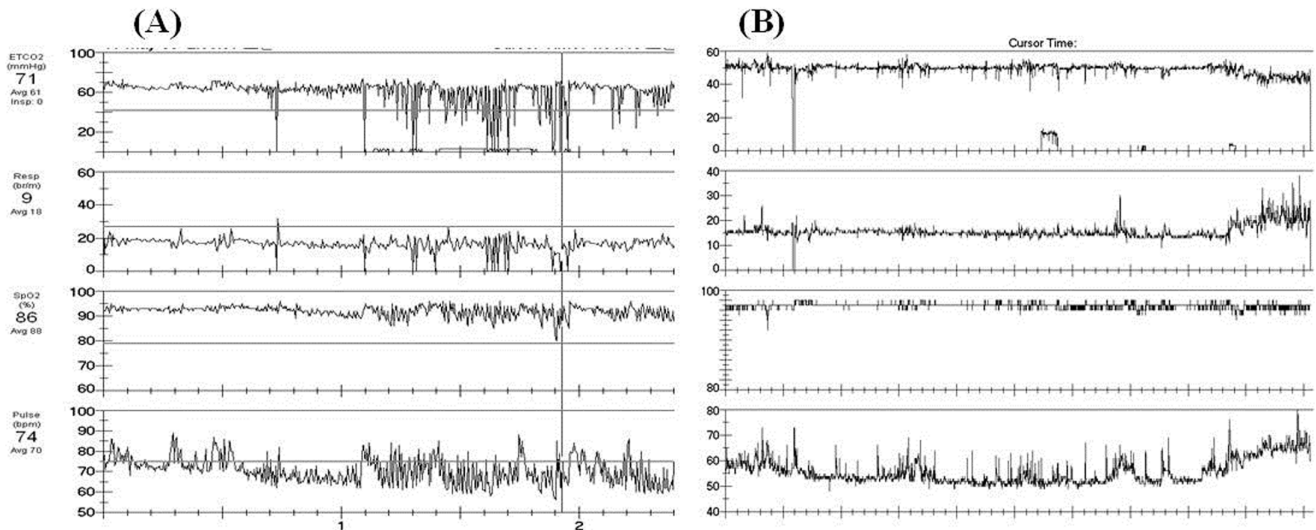 (A)
(B)
Cursor Time:
ETCO2
(mmHg)
71
Avg 61
Insp: 0
100
60
20
Resp
(br/m)
9
Avg 18
60
40
20
0
SpO2
(%)
86
Avg 88
100
90
80
70
60
Pulse
(bpm)
74
Avg 70
100
90
80
70
60
50
1
2
60
40
20
0
40
30
20
10
0
100
80
80
70
60
50
40